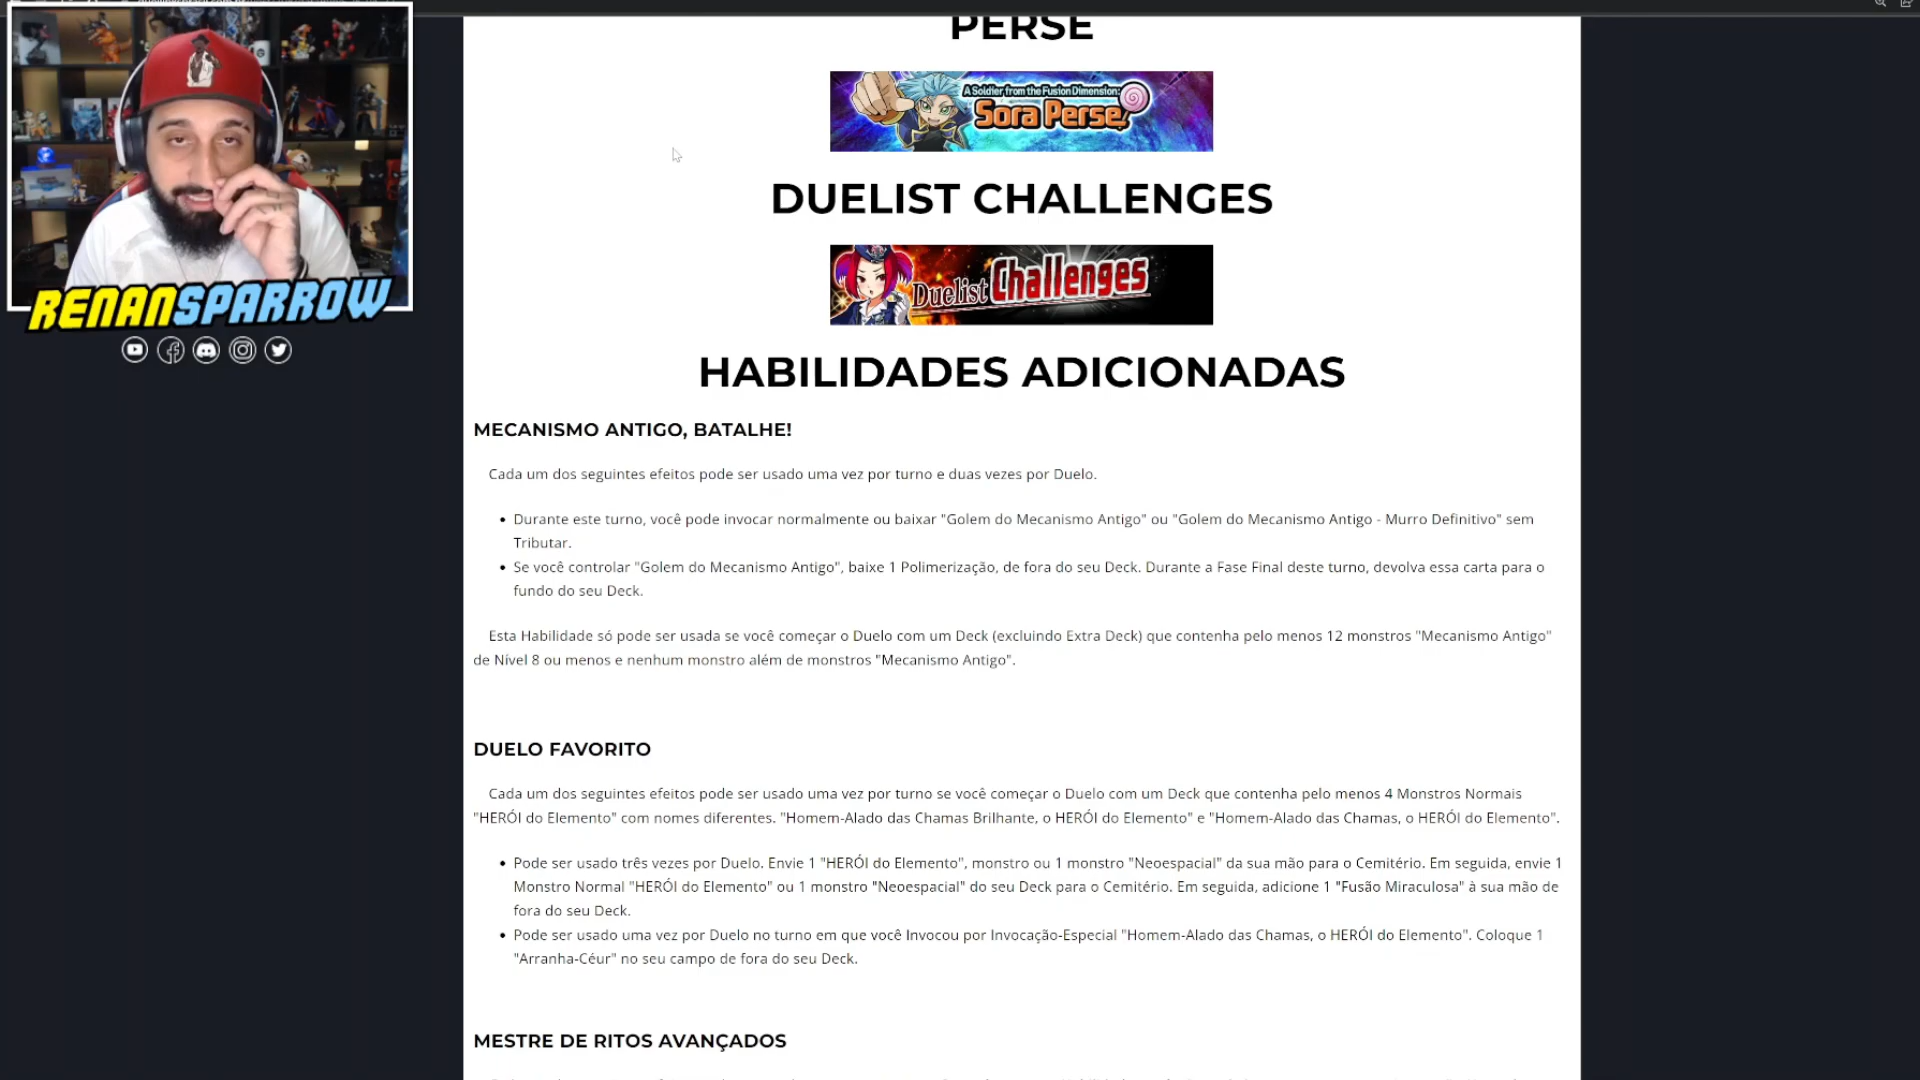 PERSE
A Soldier from the Fusion Dimension:
Sora Perse!
DUELIST CHALLENGES
Duelist Challenges
RENANSPARROW
HABILIDADES ADICIONADAS
MECANISMO ANTIGO, BATALHE!
Cada um dos seguintes efeitos pode ser usado uma vez por turno e duas vezes por Duelo.
• Durante este turno, você pode invocar normalmente ou baixar "Golem do Mecanismo Antigo" ou "Golem do Mecanismo Antigo - Murro Definitivo" sem
Tributar.
• Se você controlar "Golem do Mecanismo Antigo", baixe 1 Polimerização, de fora do seu Deck. Durante a Fase Final deste turno, devolva essa carta para o
fundo do seu Deck.
Esta Habilidade só pode ser usada se você começar o Duelo com um Deck (excluindo Extra Deck) que contenha pelo menos 12 monstros "Mecanismo Antigo"
de Nível 8 ou menos e nenhum monstro além de monstros "Mecanismo Antigo".
DUELO FAVORITO
Cada um dos seguintes efeitos pode ser usado uma vez por turno se você começar o Duelo com um Deck que contenha pelo menos 4 Monstros Normais
"HERÓI do Elemento" com nomes diferentes. "Homem-Alado das Chamas Brilhante, o HERÓI do Elemento" e "Homem-Alado das Chamas, o HERÓI do Elemento".
• Pode ser usado três vezes por Duelo. Envie 1 "HERÓI do Elemento", monstro ou 1 monstro "Neoespacial" da sua mão para o Cemitério. Em seguida, envie 1
Monstro Normal "HERÓI do Elemento" ou 1 monstro "Neoespacial" do seu Deck para o Cemitério. Em seguida, adicione 1 "Fusão Miraculosa" à sua mão de
fora do seu Deck.
• Pode ser usado uma vez por Duelo no turno em que você Invocou por Invocação-Especial "Homem-Alado das Chamas, o HERÓI do Elemento". Coloque 1
"Arranha-Céur" no seu campo de fora do seu Deck.
MESTRE DE RITOS AVANÇADOS